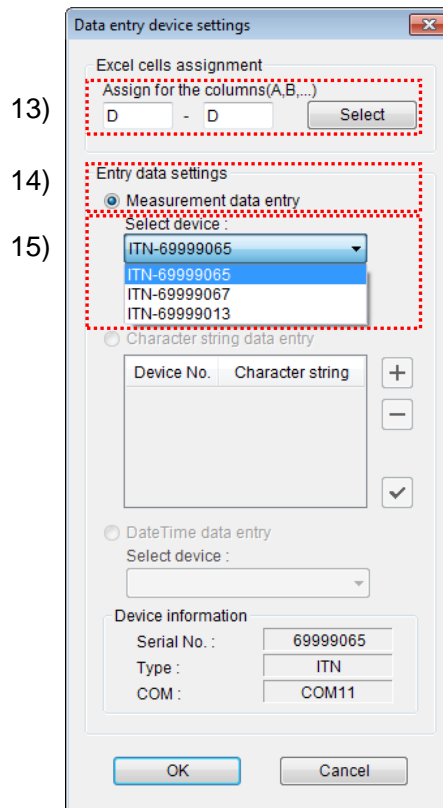 Data entry device settings
Excel cells assignment
13) Assign for the columns(A,B,...)
D - D Select
14) Entry data settings
Measurement data entry
15) Select device :
ITN-69999065
ITN-69999065
ITN-69999067
ITN-69999013
Character string data entry
Device No. Character string
DateTime data entry
Select device :
Device information
Serial No. : 69999065
Type : ITN
COM : COM11
OK Cancel